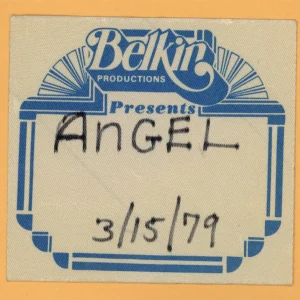 Belkin
PRODUCTIONS
Presents
ANGEL
3/15/79